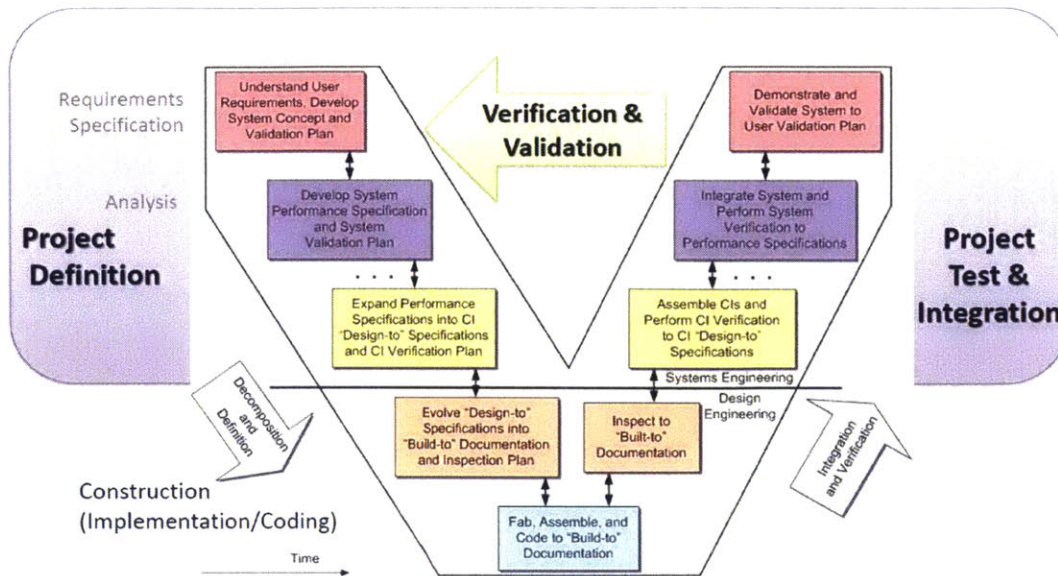 Requirements
Specification
Analysis
Project
Definition
Understand User
Requirements, Develop
System Concept and
Validation Plan
Develop System
Performance Specification
and System
Validation Plan
. . .
Expand Performance
Specifications into CI
"Design-to" Specifications
and CI Verification Plan
Evolve "Design-to"
Specifications into
"Build-to" Documentation
and Inspection Plan
Fab, Assemble, and
Code to "Build-to"
Documentation
Inspect to
"Built-to"
Documentation
Assemble CIs and
Perform CI Verification
to CI "Design-to"
Specifications
. . .
Integrate System and
Perform System
Verification to
Performance Specifications
Demonstrate and
Validate System to
User Validation Plan
Verification &
Validation
Systems Engineering
Design
Engineering
Project
Test &
Integration
Decomposition
and
Definition
Integration
and Verification
Construction
(Implementation/Coding)
Time